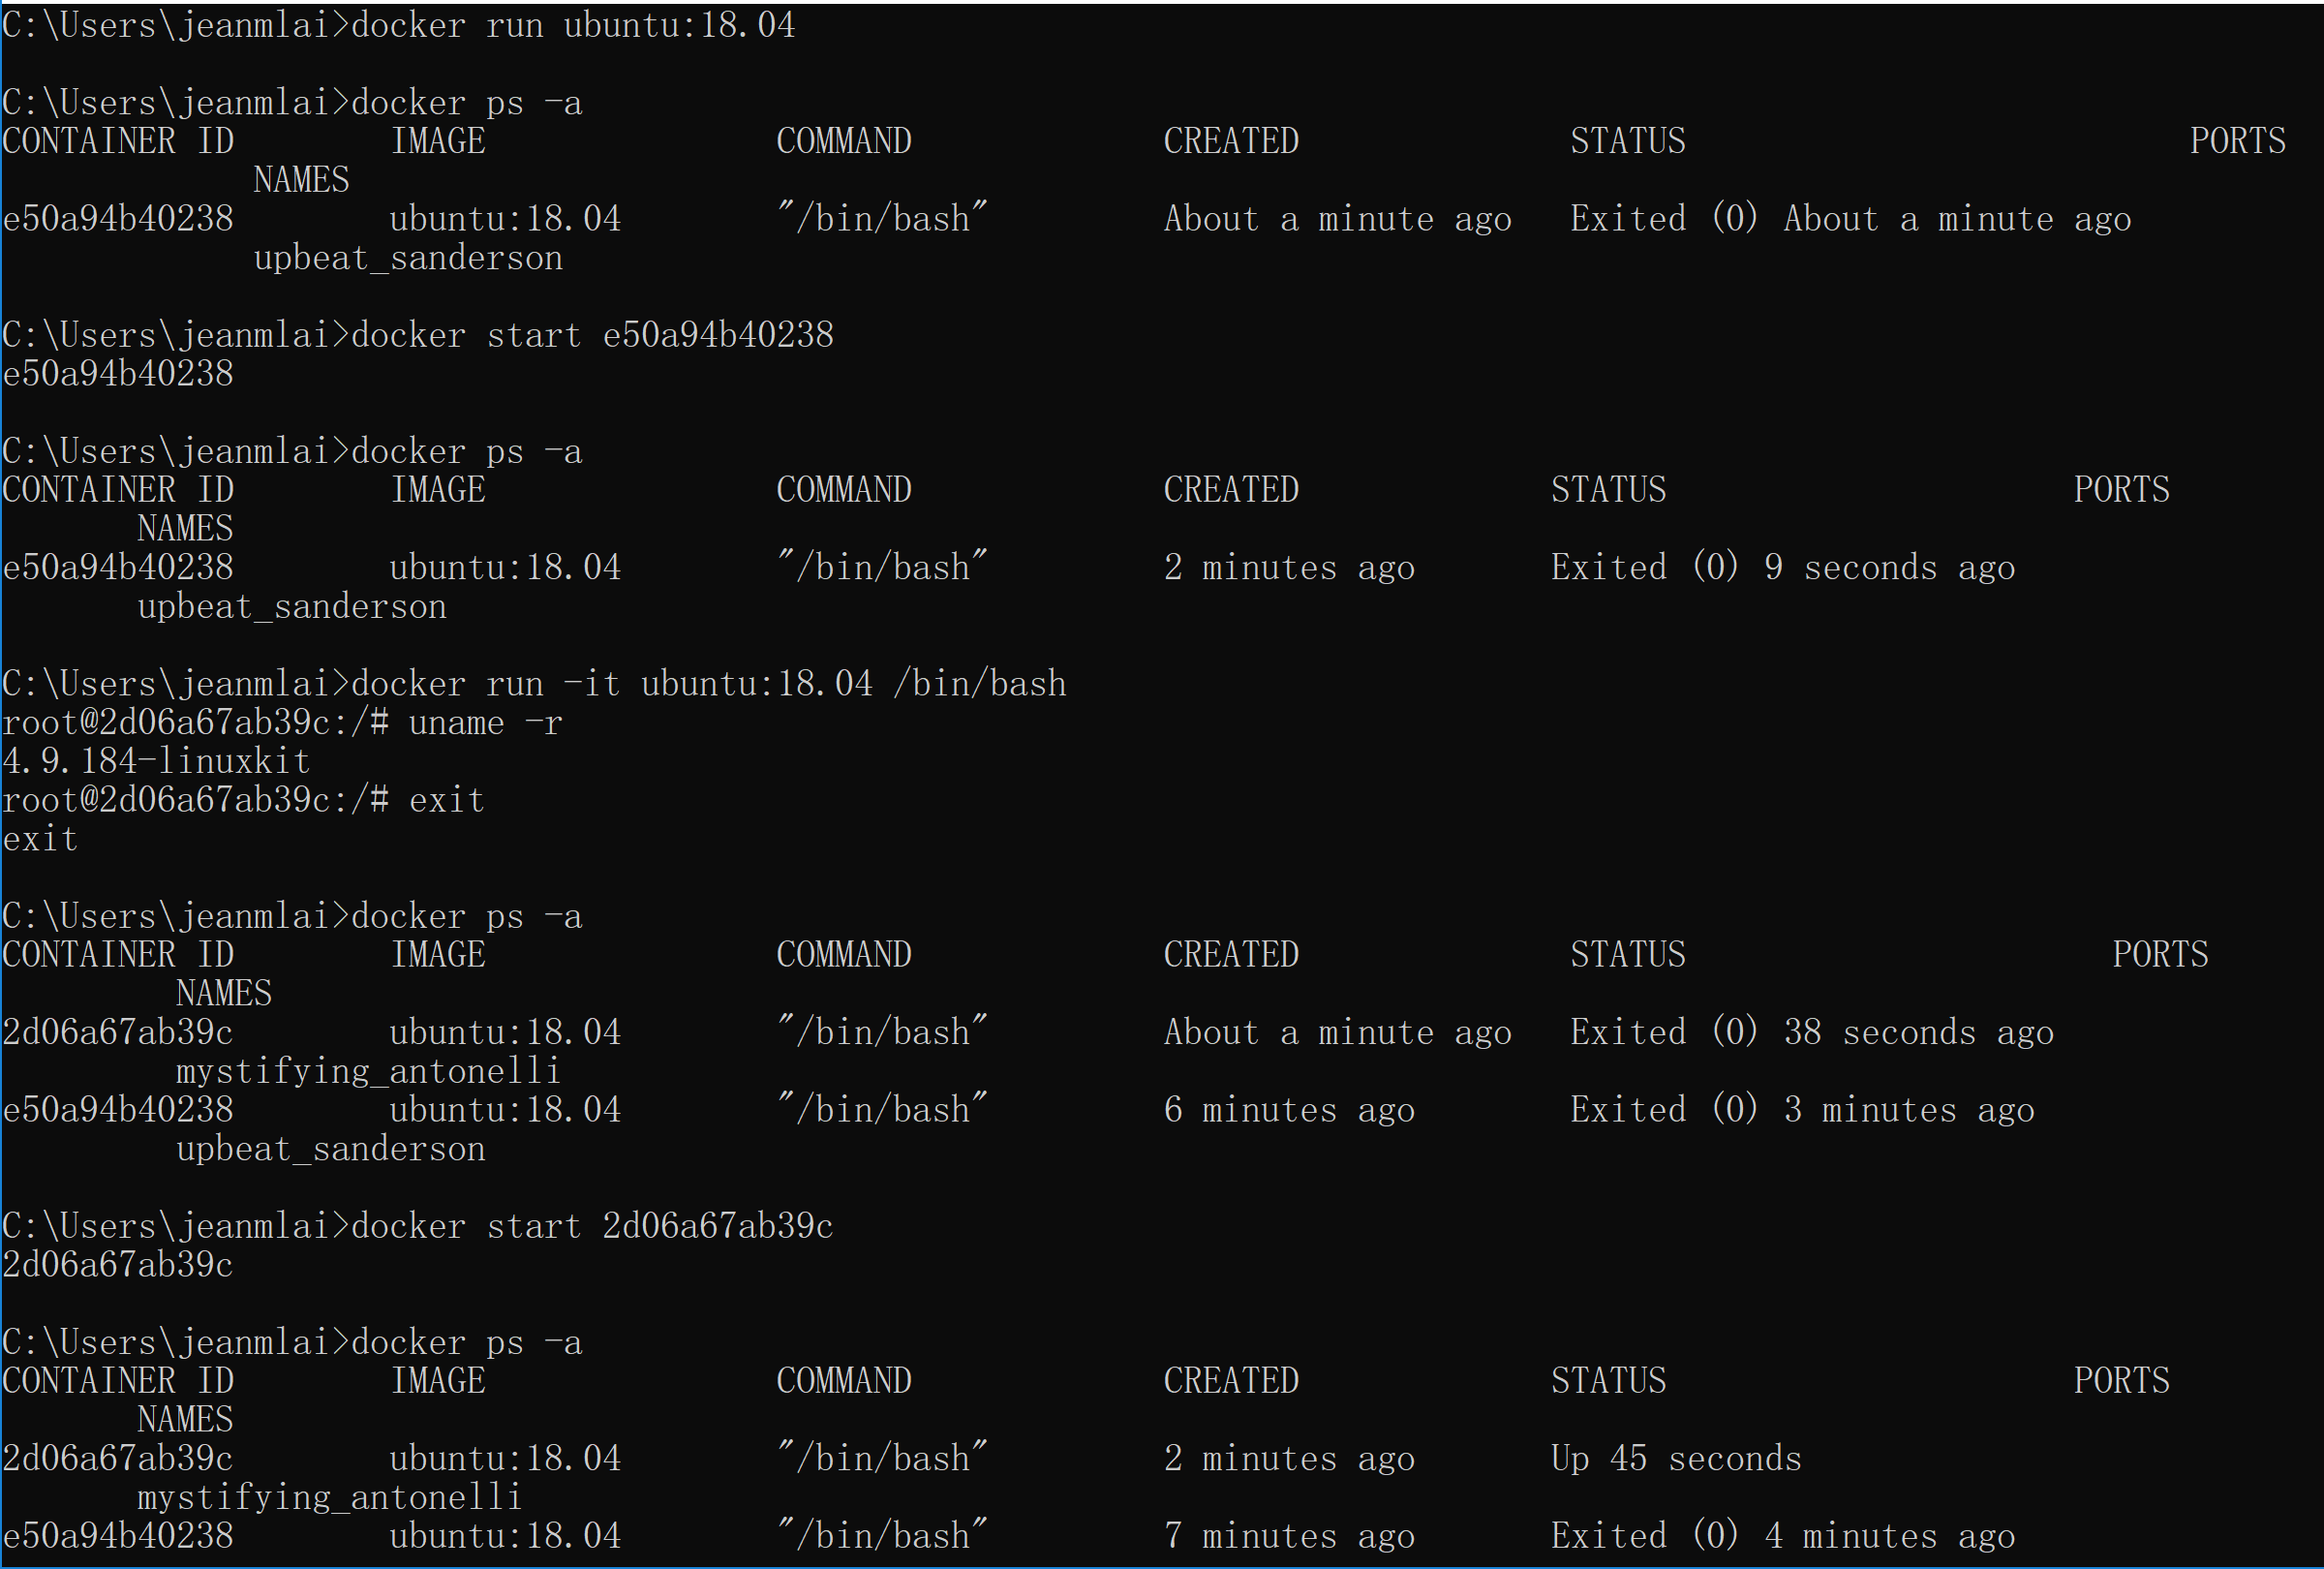 C:\Users\jeanmlai>docker run ubuntu:18.04
C:\Users\jeanmlai>docker ps -a
CONTAINER ID        IMAGE               COMMAND             CREATED              STATUS                          PORTS
             NAMES
e50a94b40238        ubuntu:18.04        "/bin/bash"         About a minute ago   Exited (0) About a minute ago
             upbeat_sanderson
C:\Users\jeanmlai>docker start e50a94b40238
e50a94b40238
C:\Users\jeanmlai>docker ps -a
CONTAINER ID        IMAGE               COMMAND             CREATED             STATUS                     PORTS
       NAMES
e50a94b40238        ubuntu:18.04        "/bin/bash"         2 minutes ago       Exited (0) 9 seconds ago
       upbeat_sanderson
C:\Users\jeanmlai>docker run -it ubuntu:18.04 /bin/bash
root@2d06a67ab39c:/# uname -r
4.9.184-linuxkit
root@2d06a67ab39c:/# exit
exit
C:\Users\jeanmlai>docker ps -a
CONTAINER ID        IMAGE               COMMAND             CREATED              STATUS                      PORTS
         NAMES
2d06a67ab39c        ubuntu:18.04        "/bin/bash"         About a minute ago   Exited (0) 38 seconds ago
         mystifying_antonelli
e50a94b40238        ubuntu:18.04        "/bin/bash"         6 minutes ago        Exited (0) 3 minutes ago
         upbeat_sanderson
C:\Users\jeanmlai>docker start 2d06a67ab39c
2d06a67ab39c
C:\Users\jeanmlai>docker ps -a
CONTAINER ID        IMAGE               COMMAND             CREATED             STATUS                     PORTS
       NAMES
2d06a67ab39c        ubuntu:18.04        "/bin/bash"         2 minutes ago       Up 45 seconds
       mystifying_antonelli
e50a94b40238        ubuntu:18.04        "/bin/bash"         7 minutes ago       Exited (0) 4 minutes ago